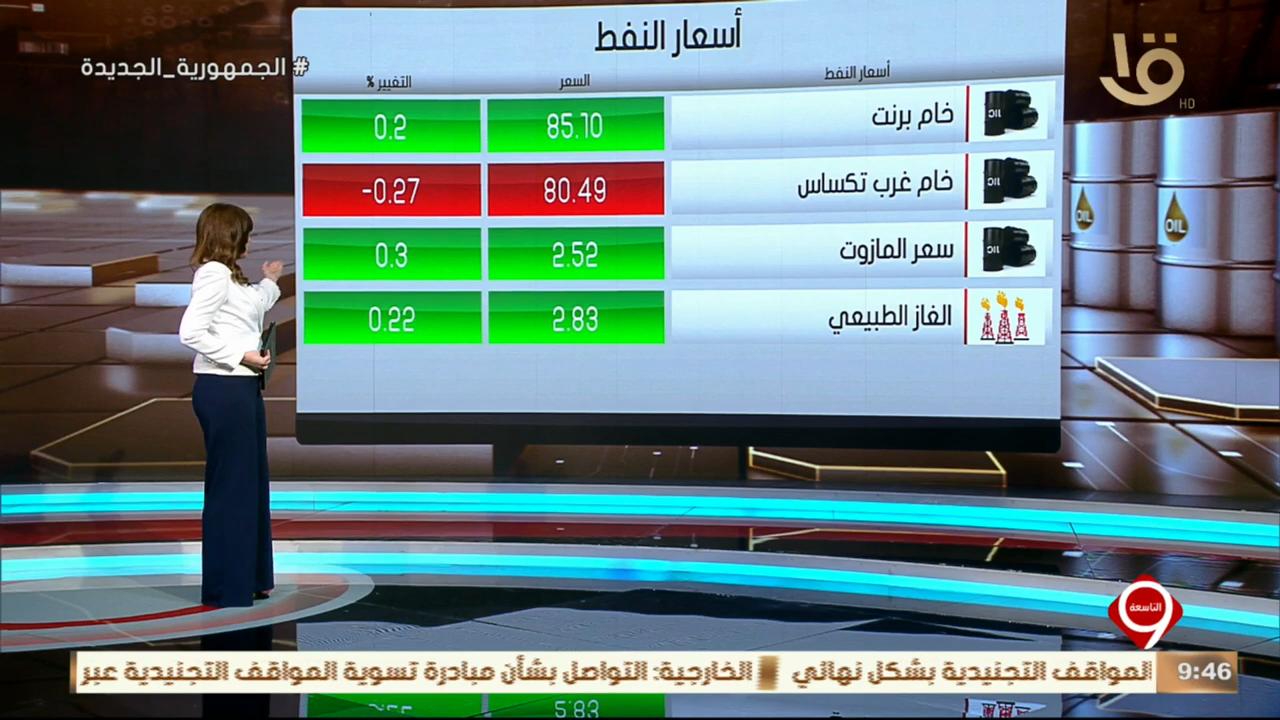 أسعار النفط
#الجمهورية_الجديدة
HD
أسعار النفط السعر التغيير %
خام برنت 85.10 0.2
خام غرب تكساس 80.49 -0.27
سعر المازوت 2.52 0.3
الغاز الطبيعي 2.83 0.22
OIL
OIL
التاسعة
9
9:46
المواقف التجنيدية بشكل نهائي الخارجية: التواصل بشأن مبادرة تسوية المواقف التجنيدية عبر